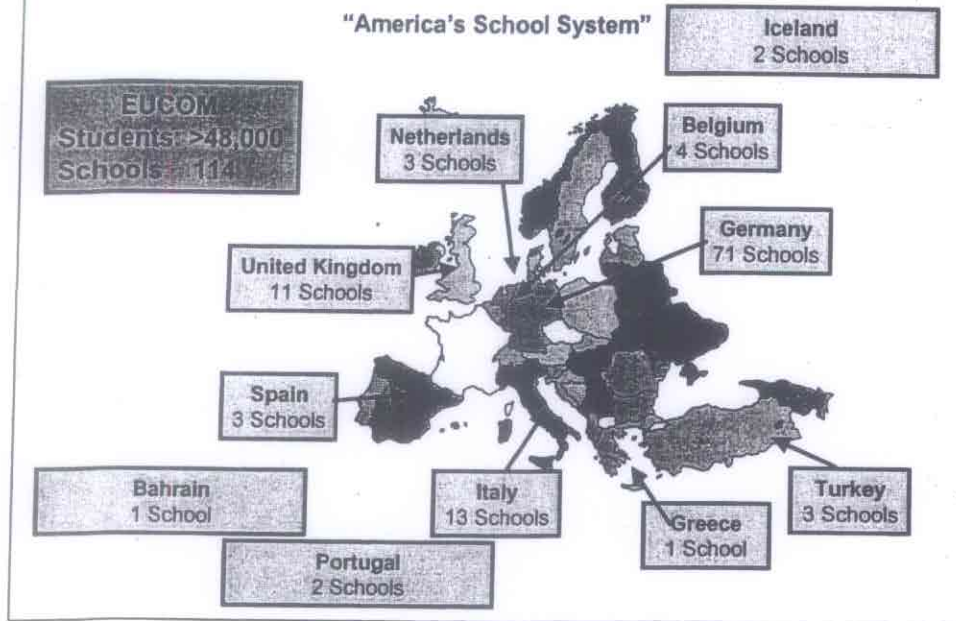 "America's School System"
Iceland
2 Schools
EUCOM
Students: >48,000
Schools 114
Netherlands
3 Schools
Belgium
4 Schools
Germany
71 Schools
United Kingdom
11 Schools
Spain
3 Schools
Bahrain
1 School
Italy
13 Schools
Greece
1 School
Turkey
3 Schools
Portugal
2 Schools